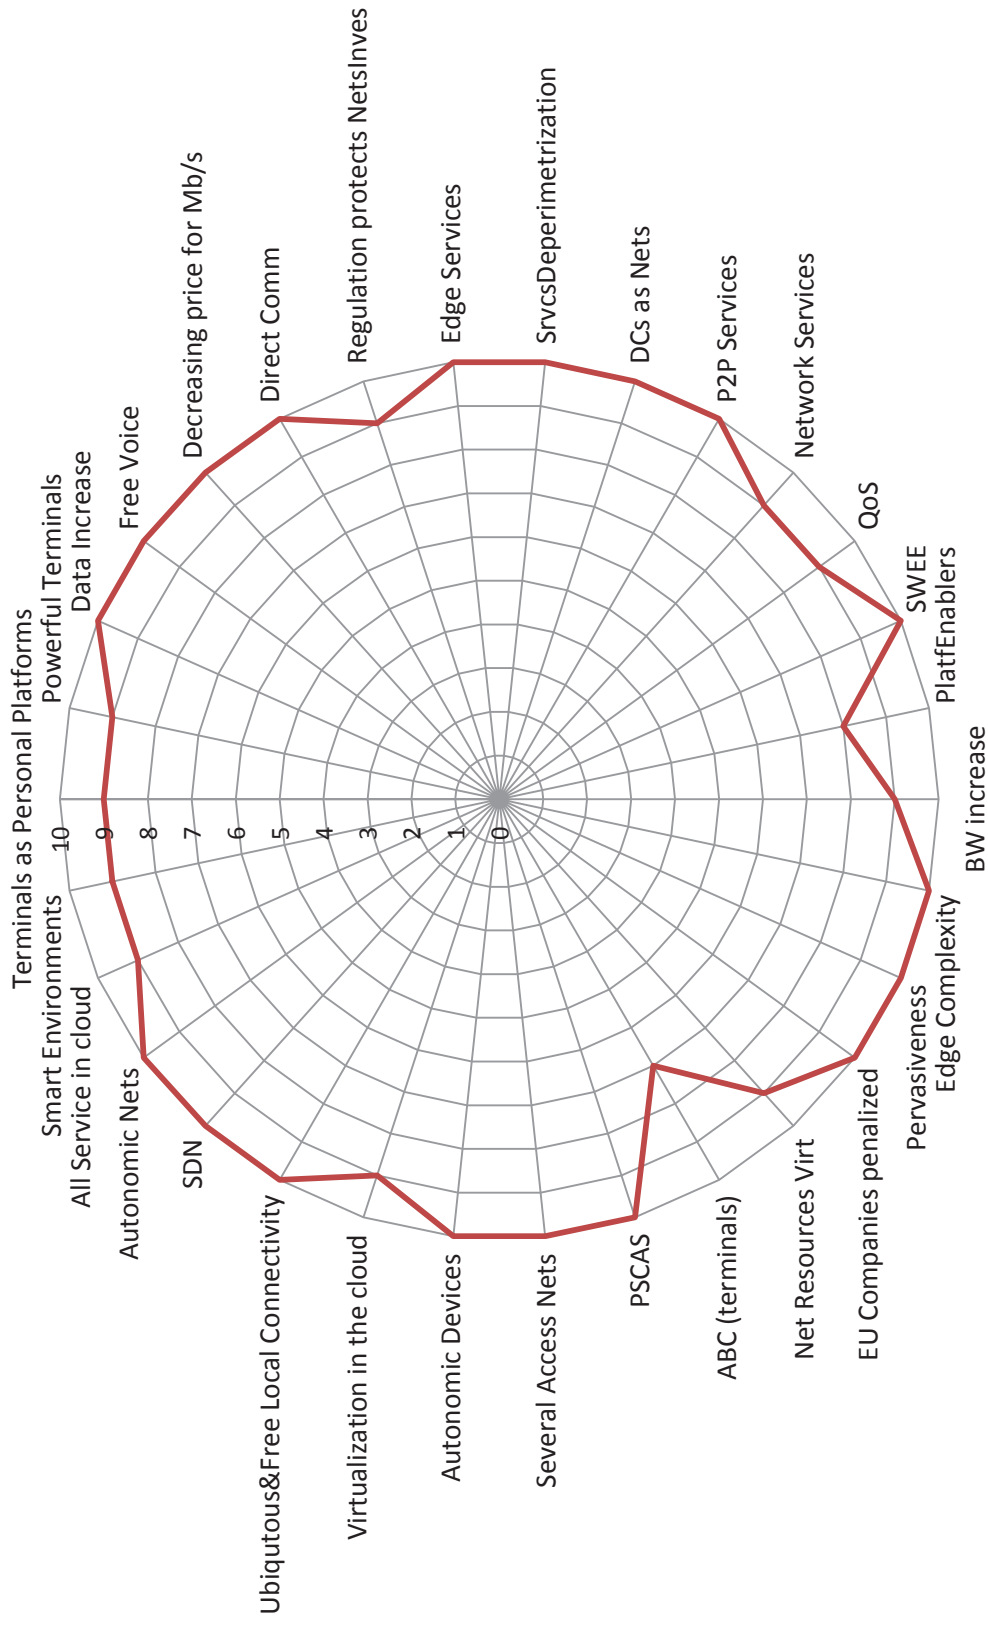 Terminals as Personal Platforms
Powerful Terminals
Data Increase
Free Voice
Decreasing price for Mb/s
Direct Comm
Regulation protects NetsInves
Edge Services
SrvcsDeperimetrization
DCs as Nets
P2P Services
Network Services
QoS
SWEE
PlatfEnablers
BW increase
Edge Complexity
Pervasiveness
EU Companies penalized
Net Resources Virt
ABC (terminals)
PSCAS
Several Access Nets
Autonomic Devices
Virtualization in the cloud
Ubiqutous&Free Local Connectivity
SDN
Autonomic Nets
All Service in cloud
Smart Environments
10
9
8
7
6
5
4
3
2
1
0